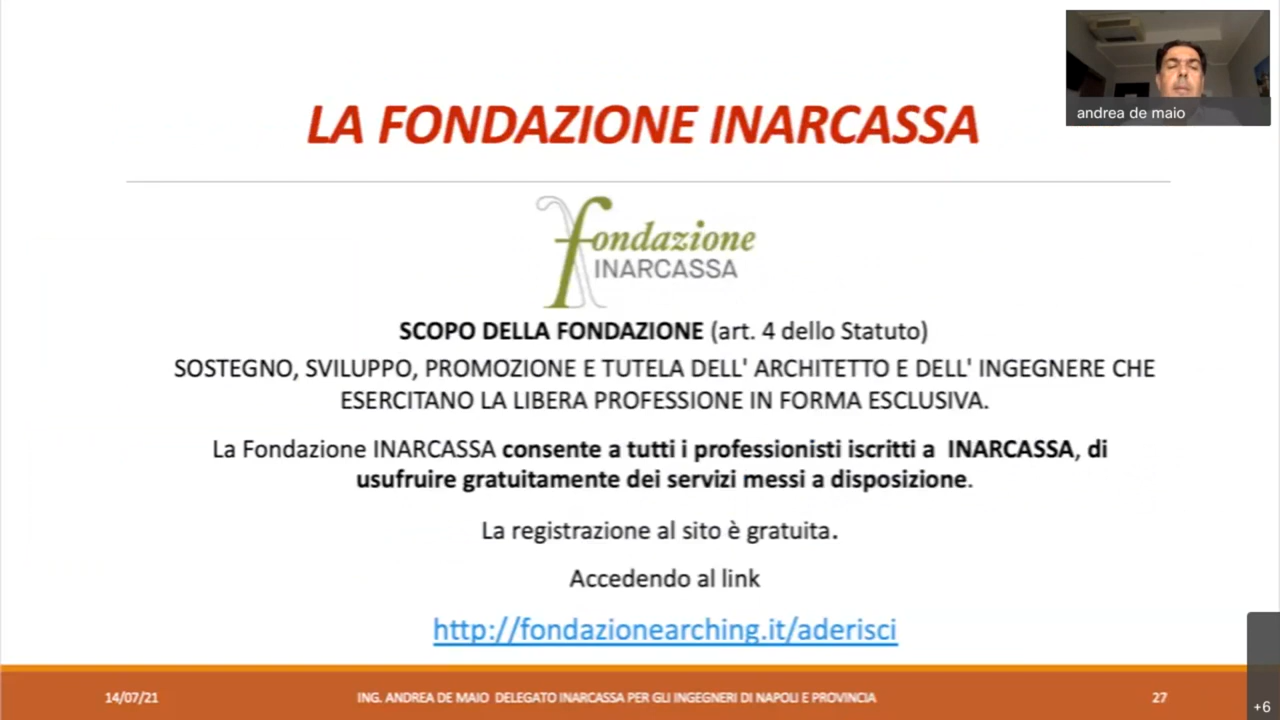 andrea de maio
LA FONDAZIONE INARCASSA
fondazione
INARCASSA
SCOPO DELLA FONDAZIONE (art. 4 dello Statuto)
SOSTEGNO, SVILUPPO, PROMOZIONE E TUTELA DELL' ARCHITETTO E DELL' INGEGNERE CHE
ESERCITANO LA LIBERA PROFESSIONE IN FORMA ESCLUSIVA.
La Fondazione INARCASSA consente a tutti i professionisti iscritti a INARCASSA, di
usufruire gratuitamente dei servizi messi a disposizione.
La registrazione al sito è gratuita.
Accedendo al link
http://fondazionearching.it/aderisci
14/07/21 ING. ANDREA DE MAIO DELEGATO INARCASSA PER GLI INGEGNERI DI NAPOLI E PROVINCIA 27
+6